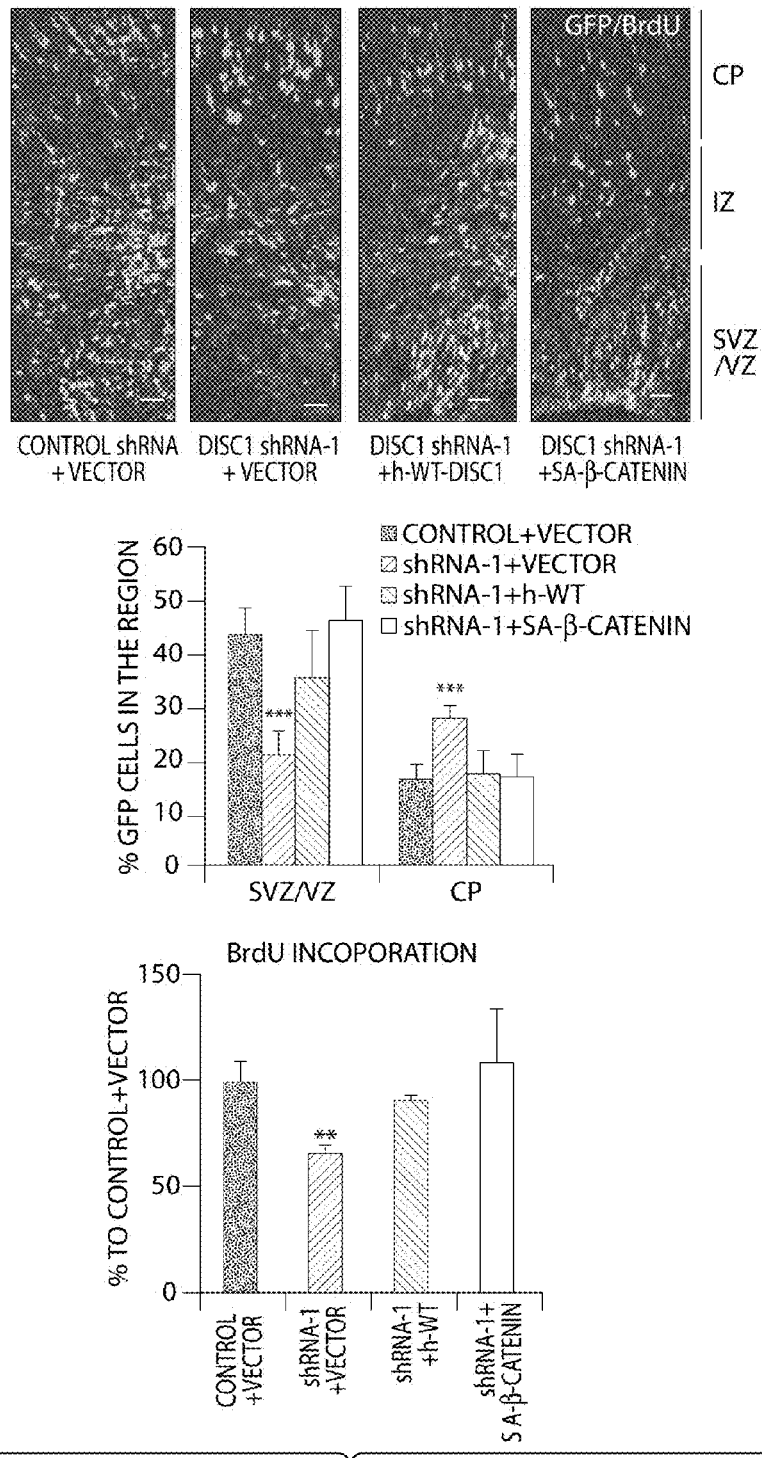 GFP/BrdU
CP
IZ
SVZ
/VZ
CONTROL shRNA
+VECTOR
DISC1 shRNA-1
+VECTOR
DISC1 shRNA-1
+h-WT-DISC1
DISC1 shRNA-1
+SA-β-CATENIN
% GFP CELLS IN THE REGION
60
50
40
30
20
10
0
CONTROL+VECTOR
shRNA-1+VECTOR
shRNA-1+h-WT
shRNA-1+SA-β-CATENIN
***
***
SVZ/VZ
CP
BrdU INCOPORATION
% TO CONTROL+VECTOR
150
100
50
0
**
CONTROL
+VECTOR
shRNA-1
+VECTOR
shRNA-1
+h-WT
shRNA-1+
SA-β-CATENIN